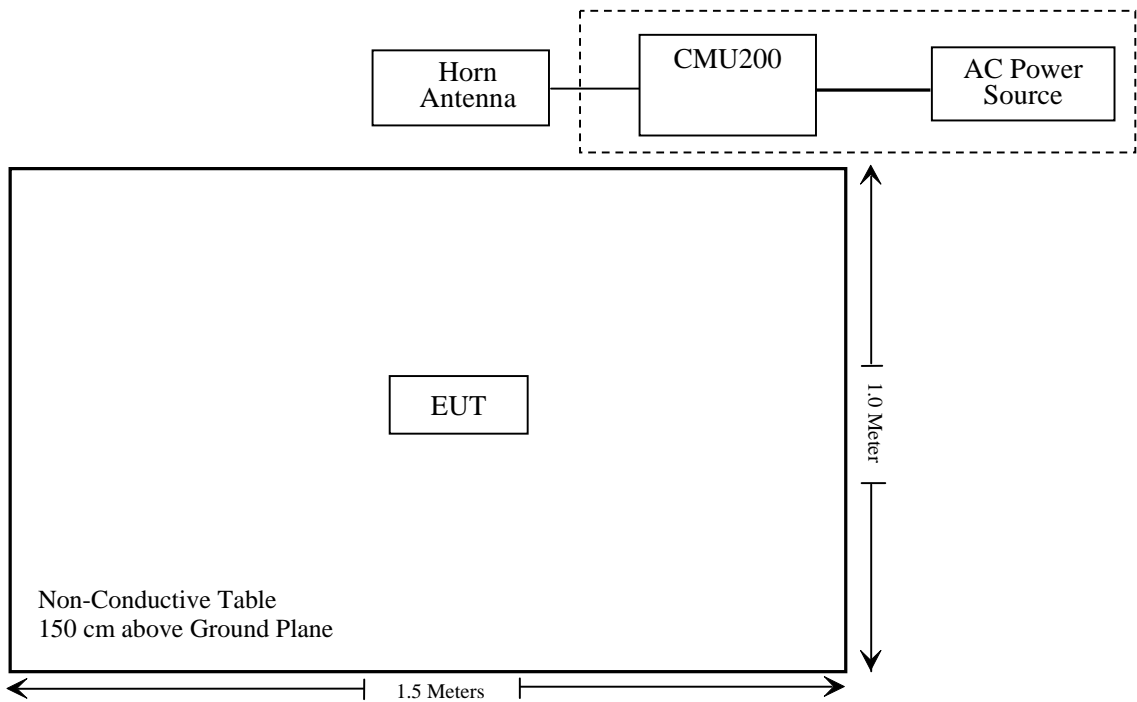 Horn
Antenna
CMU200
AC Power
Source
EUT
1.0 Meter
Non-Conductive Table
150 cm above Ground Plane
1.5 Meters